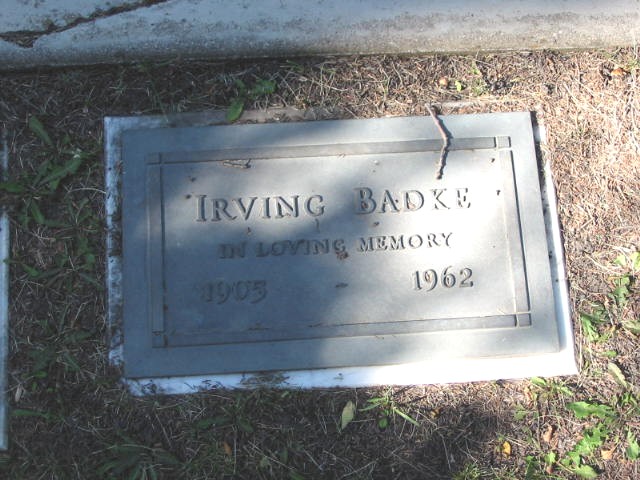 IRVING BADKE
IN LOVING MEMORY
1905 - 1962